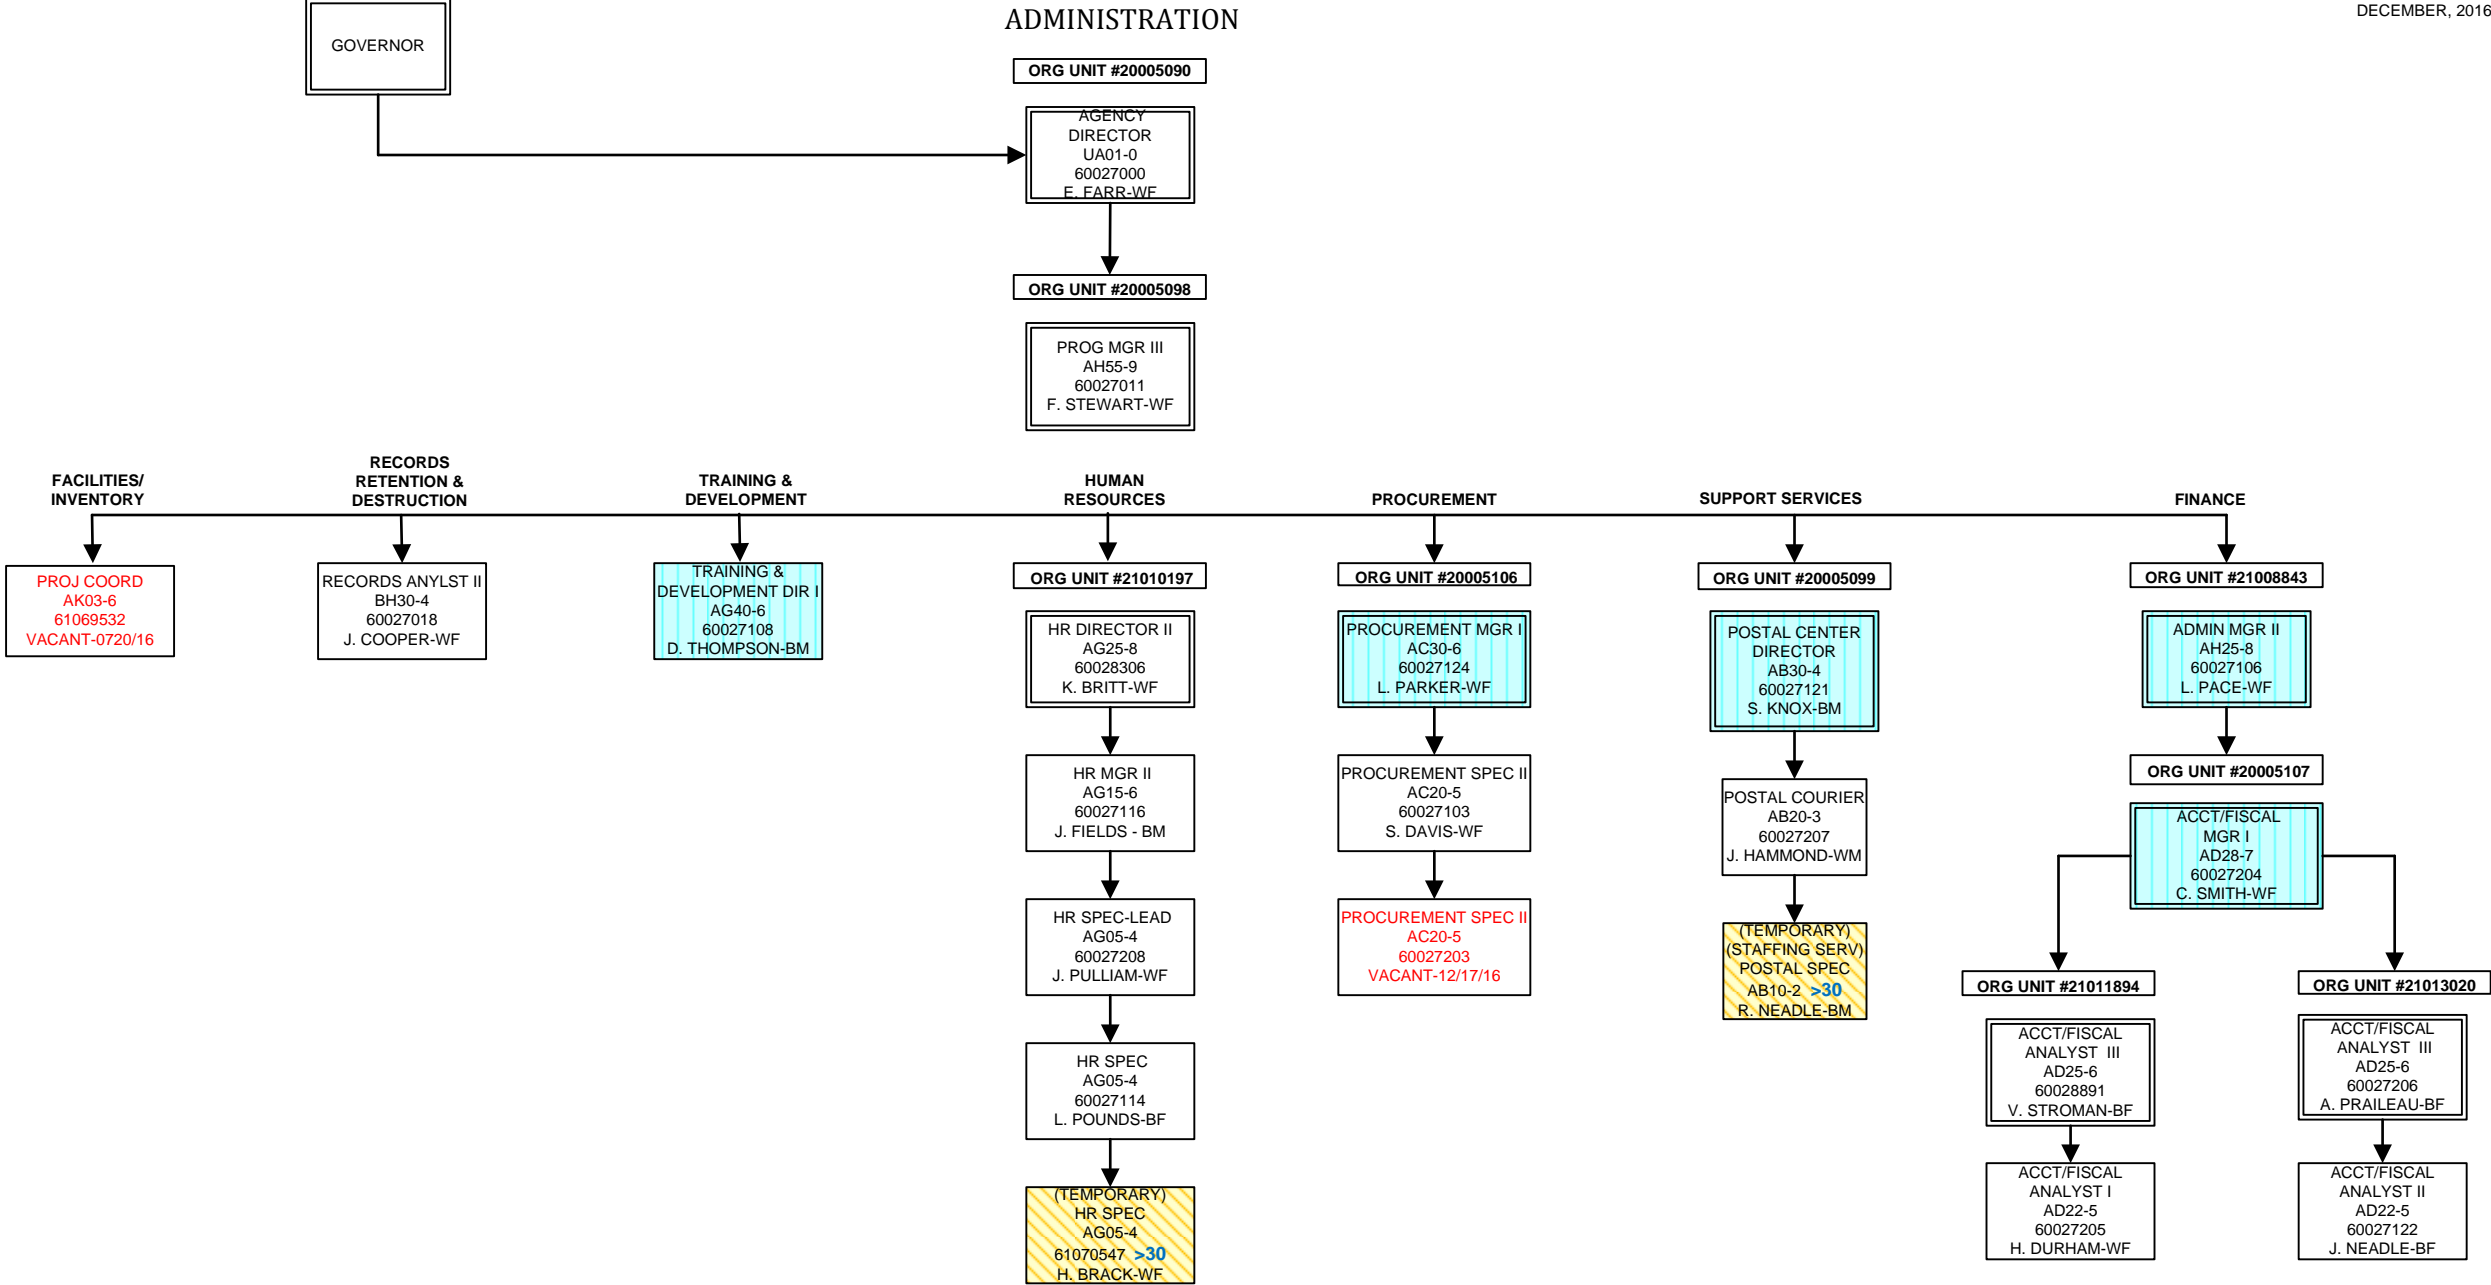 ADMINISTRATION
DECEMBER, 2016
GOVERNOR
ORG UNIT #20005090
AGENCY
DIRECTOR
UA01-0
60027000
E. FARR-WF
ORG UNIT #20005098
PROG MGR III
AH55-9
60027011
F. STEWART-WF
FACILITIES/
INVENTORY
RECORDS
RETENTION &
DESTRUCTION
TRAINING &
DEVELOPMENT
HUMAN
RESOURCES
PROCUREMENT
SUPPORT SERVICES
FINANCE
PROJ COORD
AK03-6
61069532
VACANT-0720/16
RECORDS ANYLST II
BH30-4
60027018
J. COOPER-WF
TRAINING &
DEVELOPMENT DIR I
AG40-6
60027108
D. THOMPSON-BM
ORG UNIT #21010197
HR DIRECTOR II
AG25-8
60028306
K. BRITT-WF
HR MGR II
AG15-6
60027116
J. FIELDS - BM
HR SPEC-LEAD
AG05-4
60027208
J. PULLIAM-WF
HR SPEC
AG05-4
60027114
L. POUNDS-BF
(TEMPORARY)
HR SPEC
AG05-4
61070547 >30
H. BRACK-WF
ORG UNIT #20005106
PROCUREMENT MGR I
AC30-6
60027124
L. PARKER-WF
PROCUREMENT SPEC II
AC20-5
60027103
S. DAVIS-WF
PROCUREMENT SPEC II
AC20-5
60027203
VACANT-12/17/16
ORG UNIT #20005099
POSTAL CENTER
DIRECTOR
AB30-4
60027121
S. KNOX-BM
POSTAL COURIER
AB20-3
60027207
J. HAMMOND-WM
(TEMPORARY)
(STAFFING SERV)
POSTAL SPEC
AB10-2 >30
R. NEADLE-BM
ORG UNIT #21008843
ADMIN MGR II
AH25-8
60027106
L. PACE-WF
ORG UNIT #20005107
ACCT/FISCAL
MGR I
AD28-7
60027204
C. SMITH-WF
ORG UNIT #21011894
ACCT/FISCAL
ANALYST III
AD25-6
60028891
V. STROMAN-BF
ACCT/FISCAL
ANALYST I
AD22-5
60027205
H. DURHAM-WF
ORG UNIT #21013020
ACCT/FISCAL
ANALYST III
AD25-6
60027206
A. PRAILEAU-BF
ACCT/FISCAL
ANALYST II
AD22-5
60027122
J. NEADLE-BF